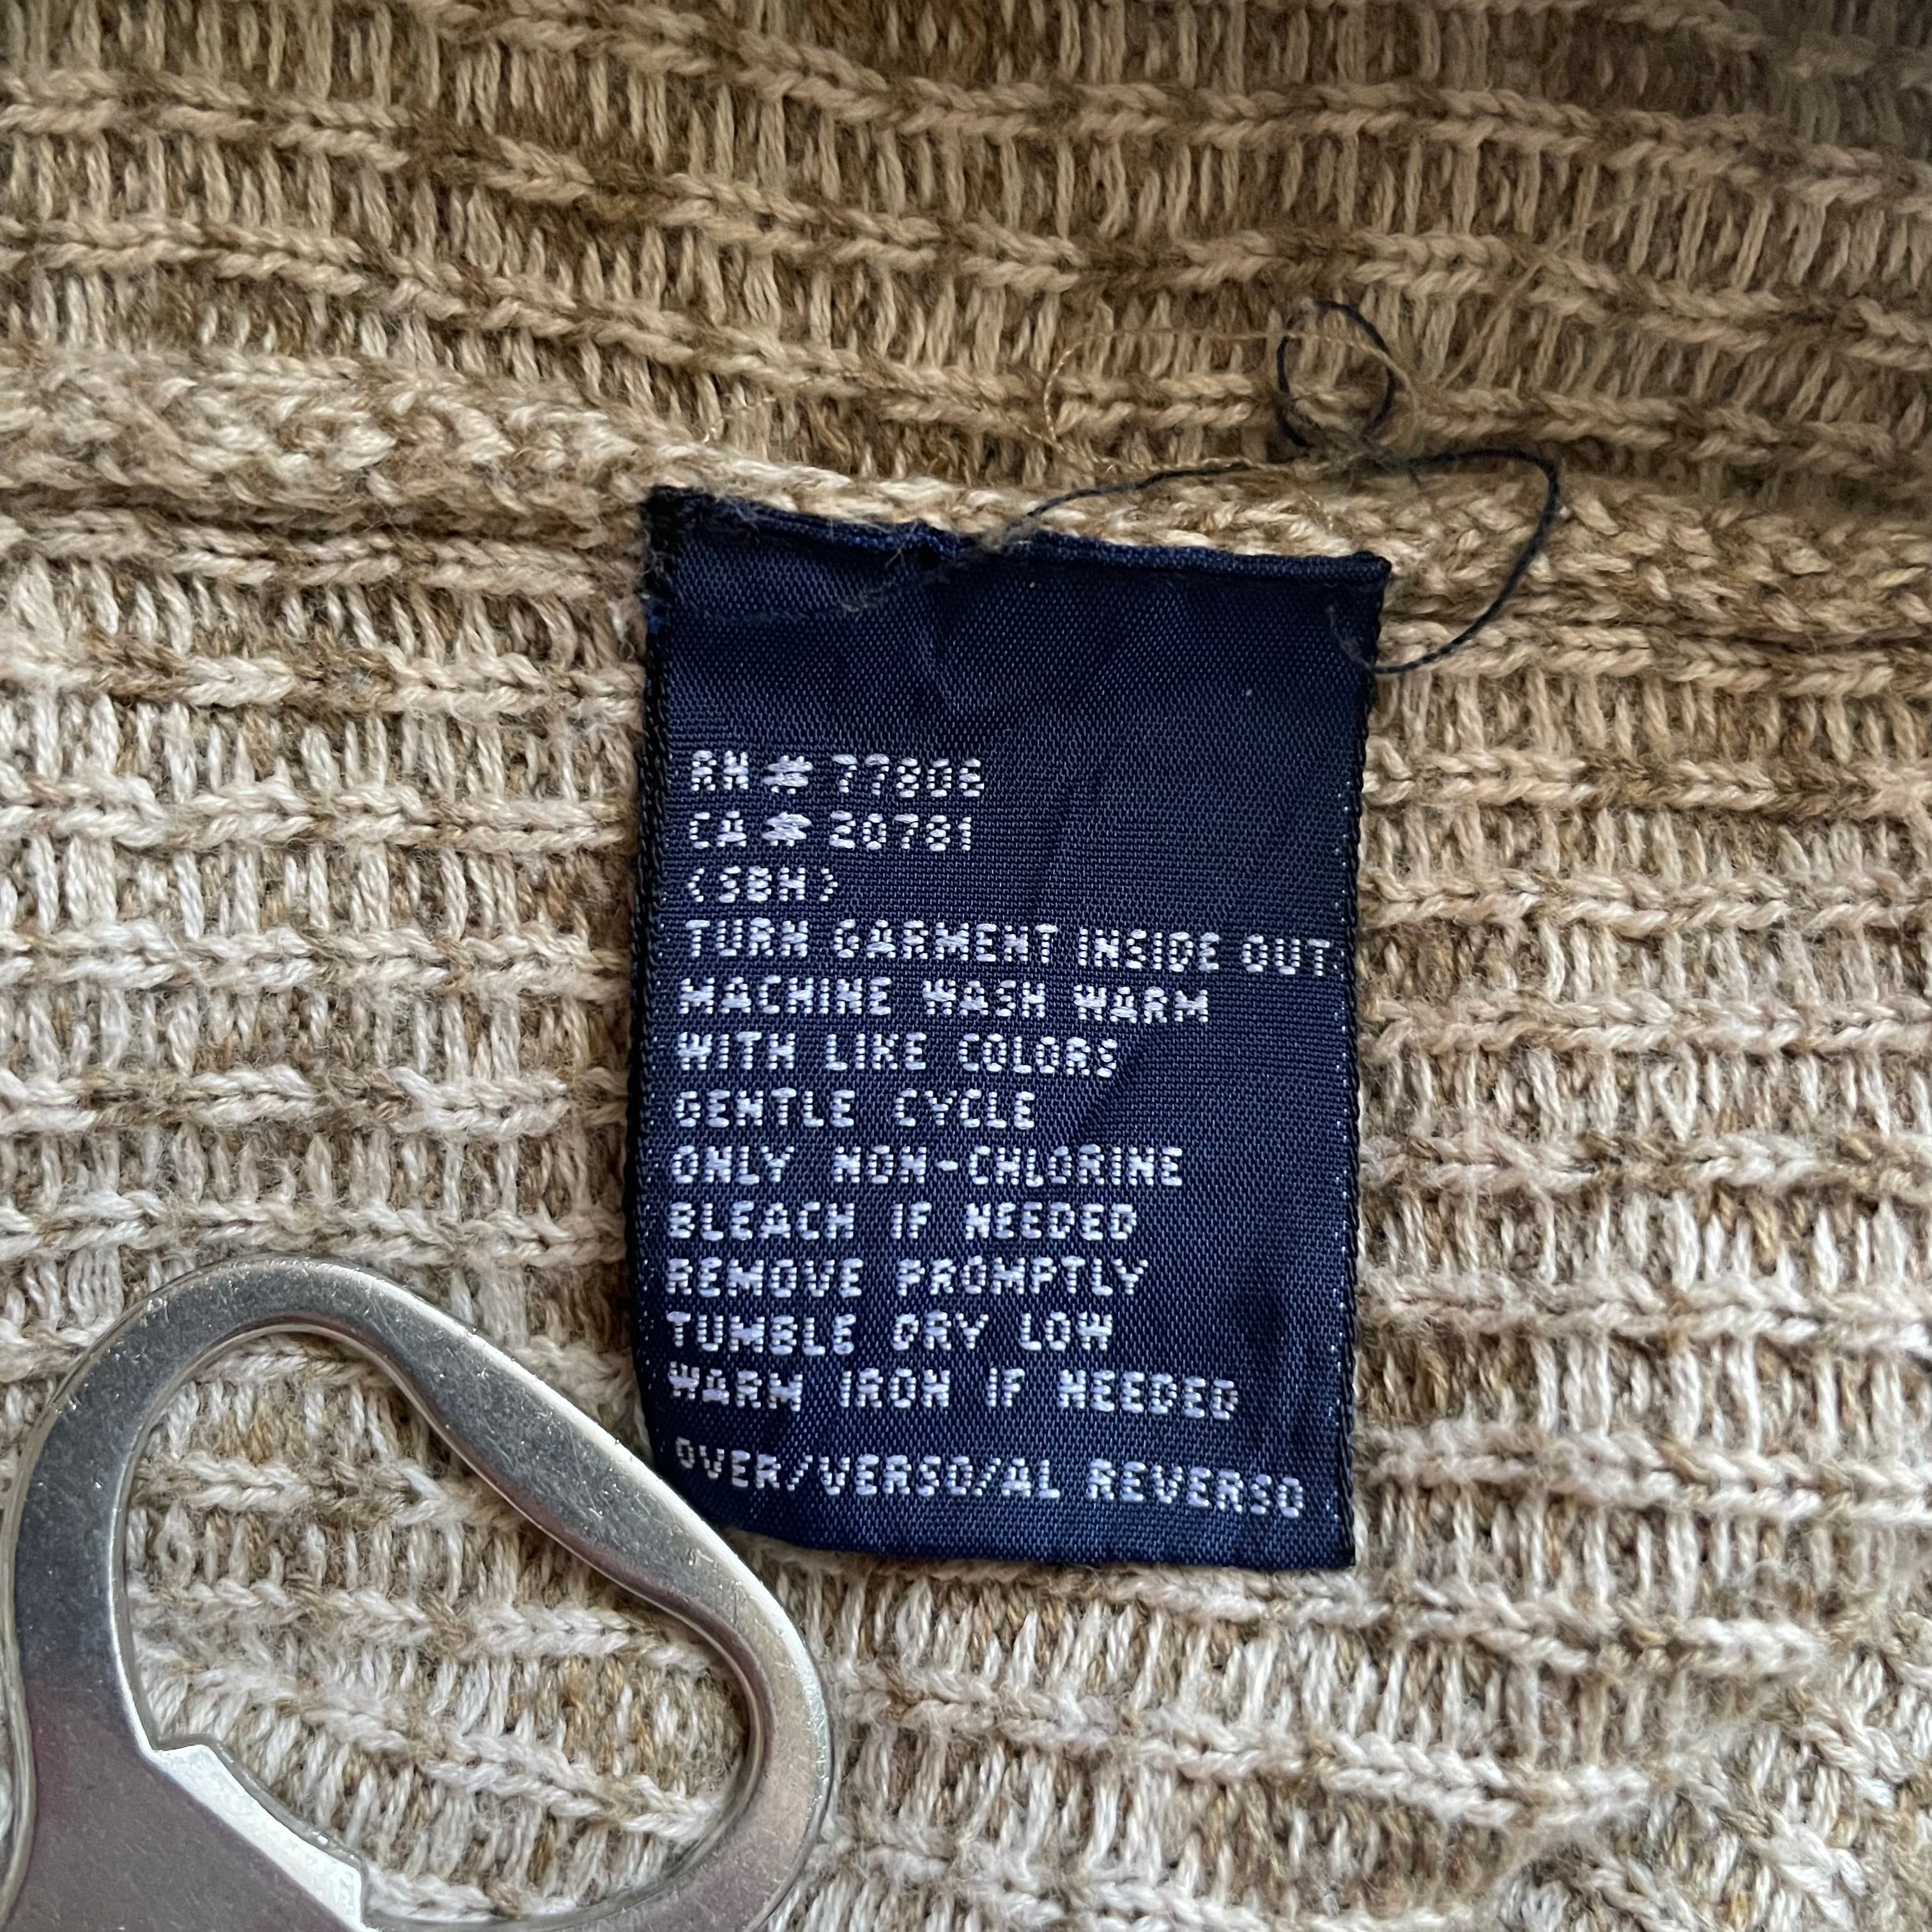 RN # 77806
CA # 20781
(SBH)
TURN GARMENT INSIDE OUT
MACHINE WASH WARM
WITH LIKE COLORS
GENTLE CYCLE
ONLY NON-CHLORINE
BLEACH IF NEEDED
REMOVE PROMPTLY
TUMBLE DRY LOW
WARM IRON IF NEEDED
OVER/VERSO/AL REVERSO